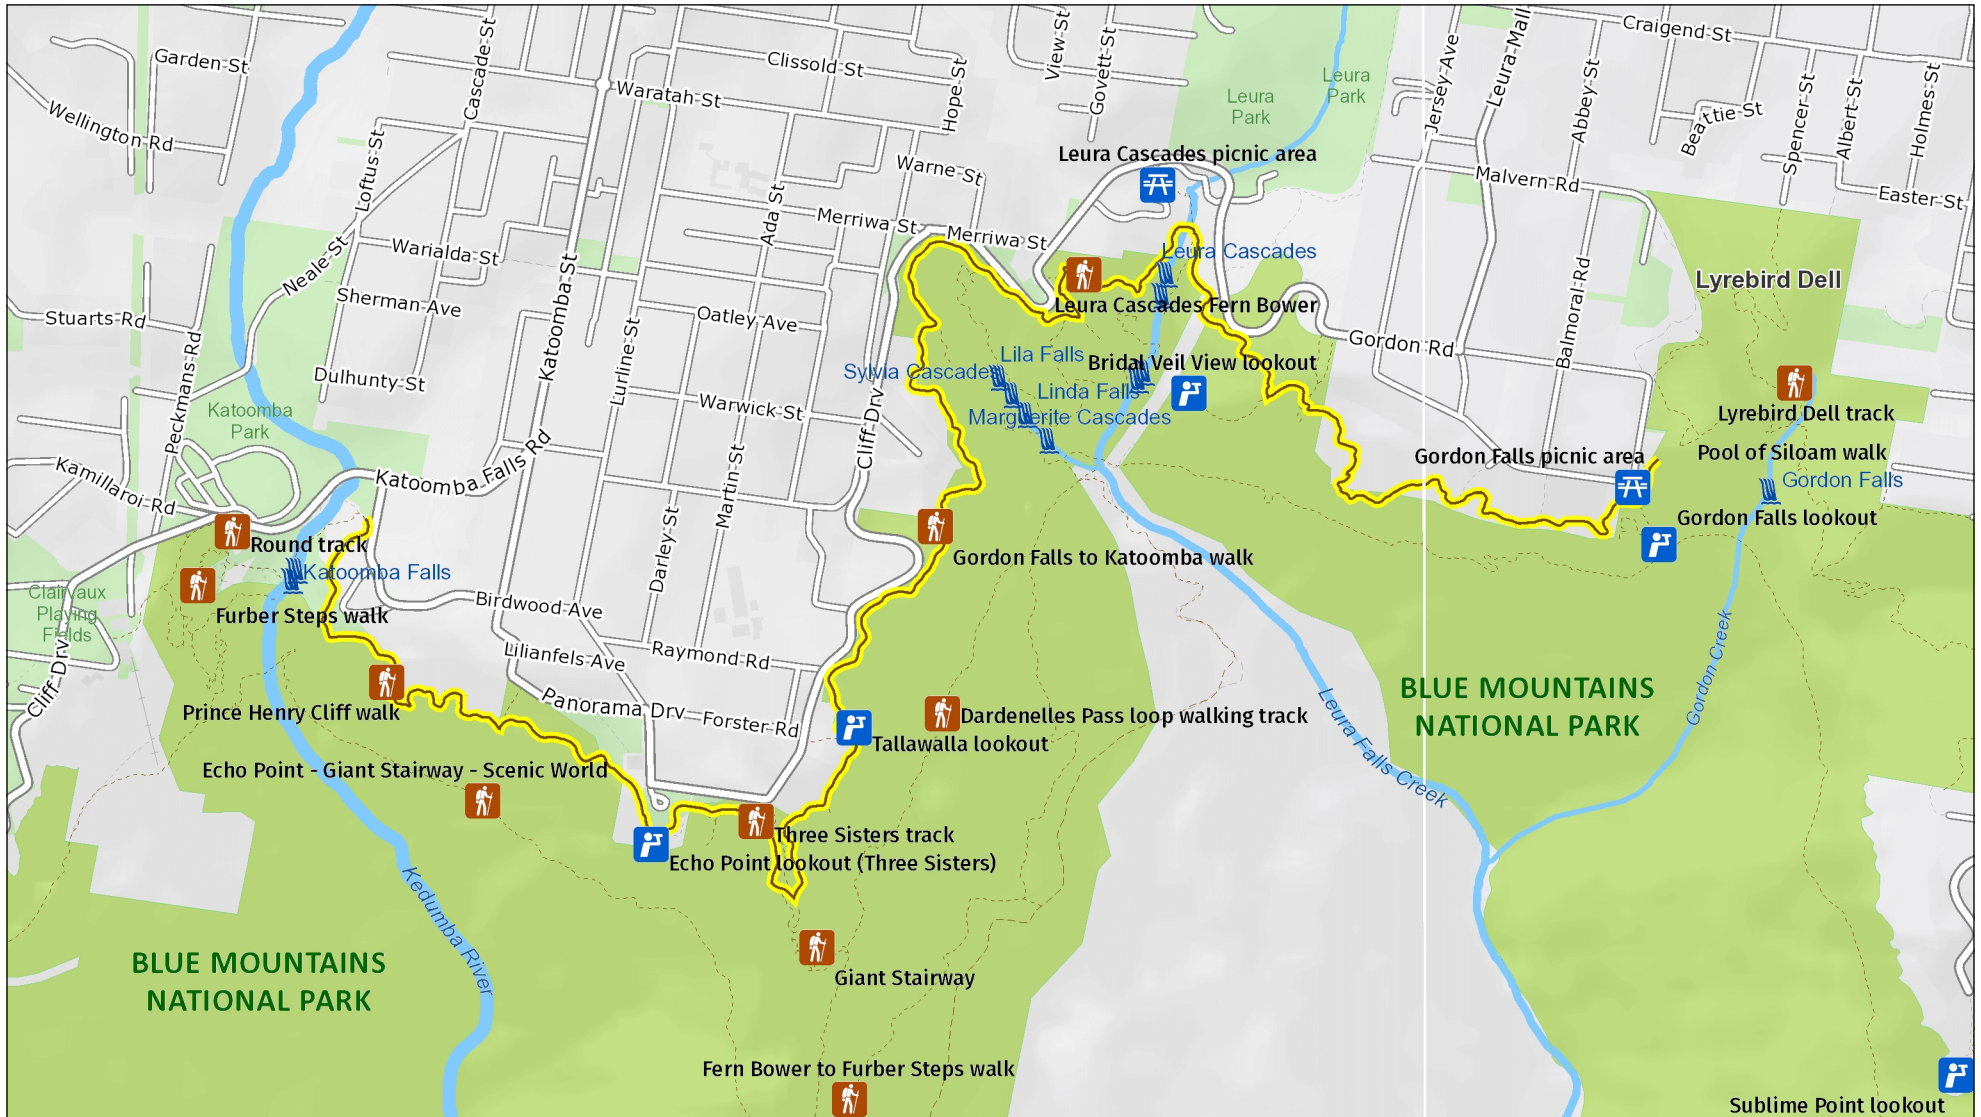 Garden St
Wellington Rd
Cascade-St
Loftus-St
Clissold St
Waratah-St
Hope-St
View-St
Govett-St
Leura
Park
Leura
Park
Jersey-Ave
Leura-Mall
Craigend-St
Abbey-St
Beattie-St
Spencer-St
Albert-St
Holmes-St
Easter-St
Malvern-Rd
Leura Cascades picnic area
Warne-St
Ada St
Merriwa St
Merriwa St
Neale-St
Warialda-St
Sherman-Ave
Katoomba-St
Stuarts-Rd
Peckmans-Rd
Dulhunty-St
Lurline-St
Oatley Ave
Warwick-St
Cliff-Drv
Leura Cascades
Leura Cascades Fern Bower
Lila Falls
Sylvia Cascades
Linda Falls
Marguerite Cascades
Bridal Veil View lookout
Gordon Rd
Balmoral-Rd
Lyrebird Dell
Lyrebird Dell track
Pool of Siloam walk
Gordon Falls
Gordon Falls picnic area
Gordon Falls lookout
Katoomba
Park
Katoomba Falls Rd
Kamillaroi-Rd
Martin-St
Darley-St
Gordon Falls to Katoomba walk
Round track
Katoomba Falls
Furber Steps walk
Clairvaux
Playing
Fields
Cliff-Drv
Birdwood Ave
Lilianfels Ave
Raymond-Rd
Panorama Drv
Forster-Rd
Prince Henry Cliff walk
Dardenelles Pass loop walking track
Tallawalla lookout
Echo Point - Giant Stairway - Scenic World
Three Sisters track
Echo Point lookout (Three Sisters)
Giant Stairway
Kedumba River
Leura Falls Creek
Gordon Creek
BLUE MOUNTAINS
NATIONAL PARK
BLUE MOUNTAINS
NATIONAL PARK
Fern Bower to Furber Steps walk
Sublime Point lookout